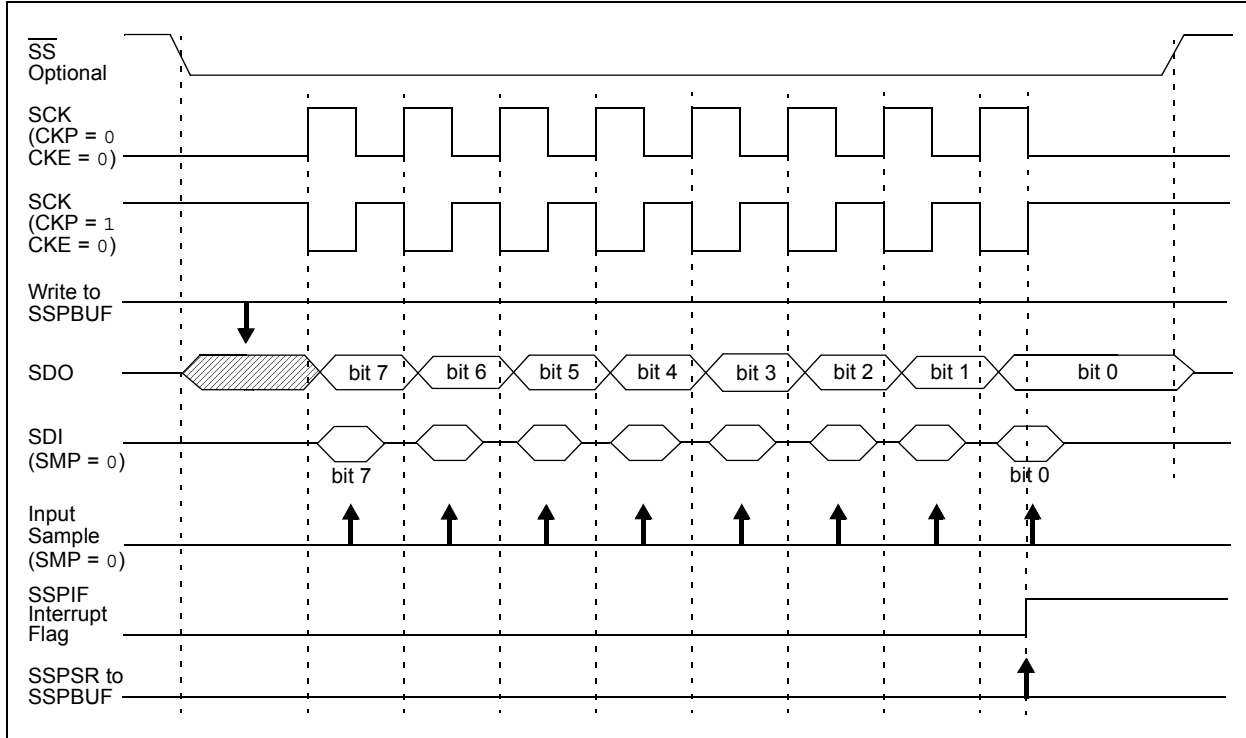 SS
Optional
SCK
(CKP = 0
CKE = 0)
SCK
(CKP = 1
CKE = 0)
Write to
SSPBUF
SDO
bit 7 bit 6 bit 5 bit 4 bit 3 bit 2 bit 1 bit 0
SDI
(SMP = 0)
bit 7 bit 0
Input
Sample
(SMP = 0)
SSPIF
Interrupt
Flag
SSPSR to
SSPBUF